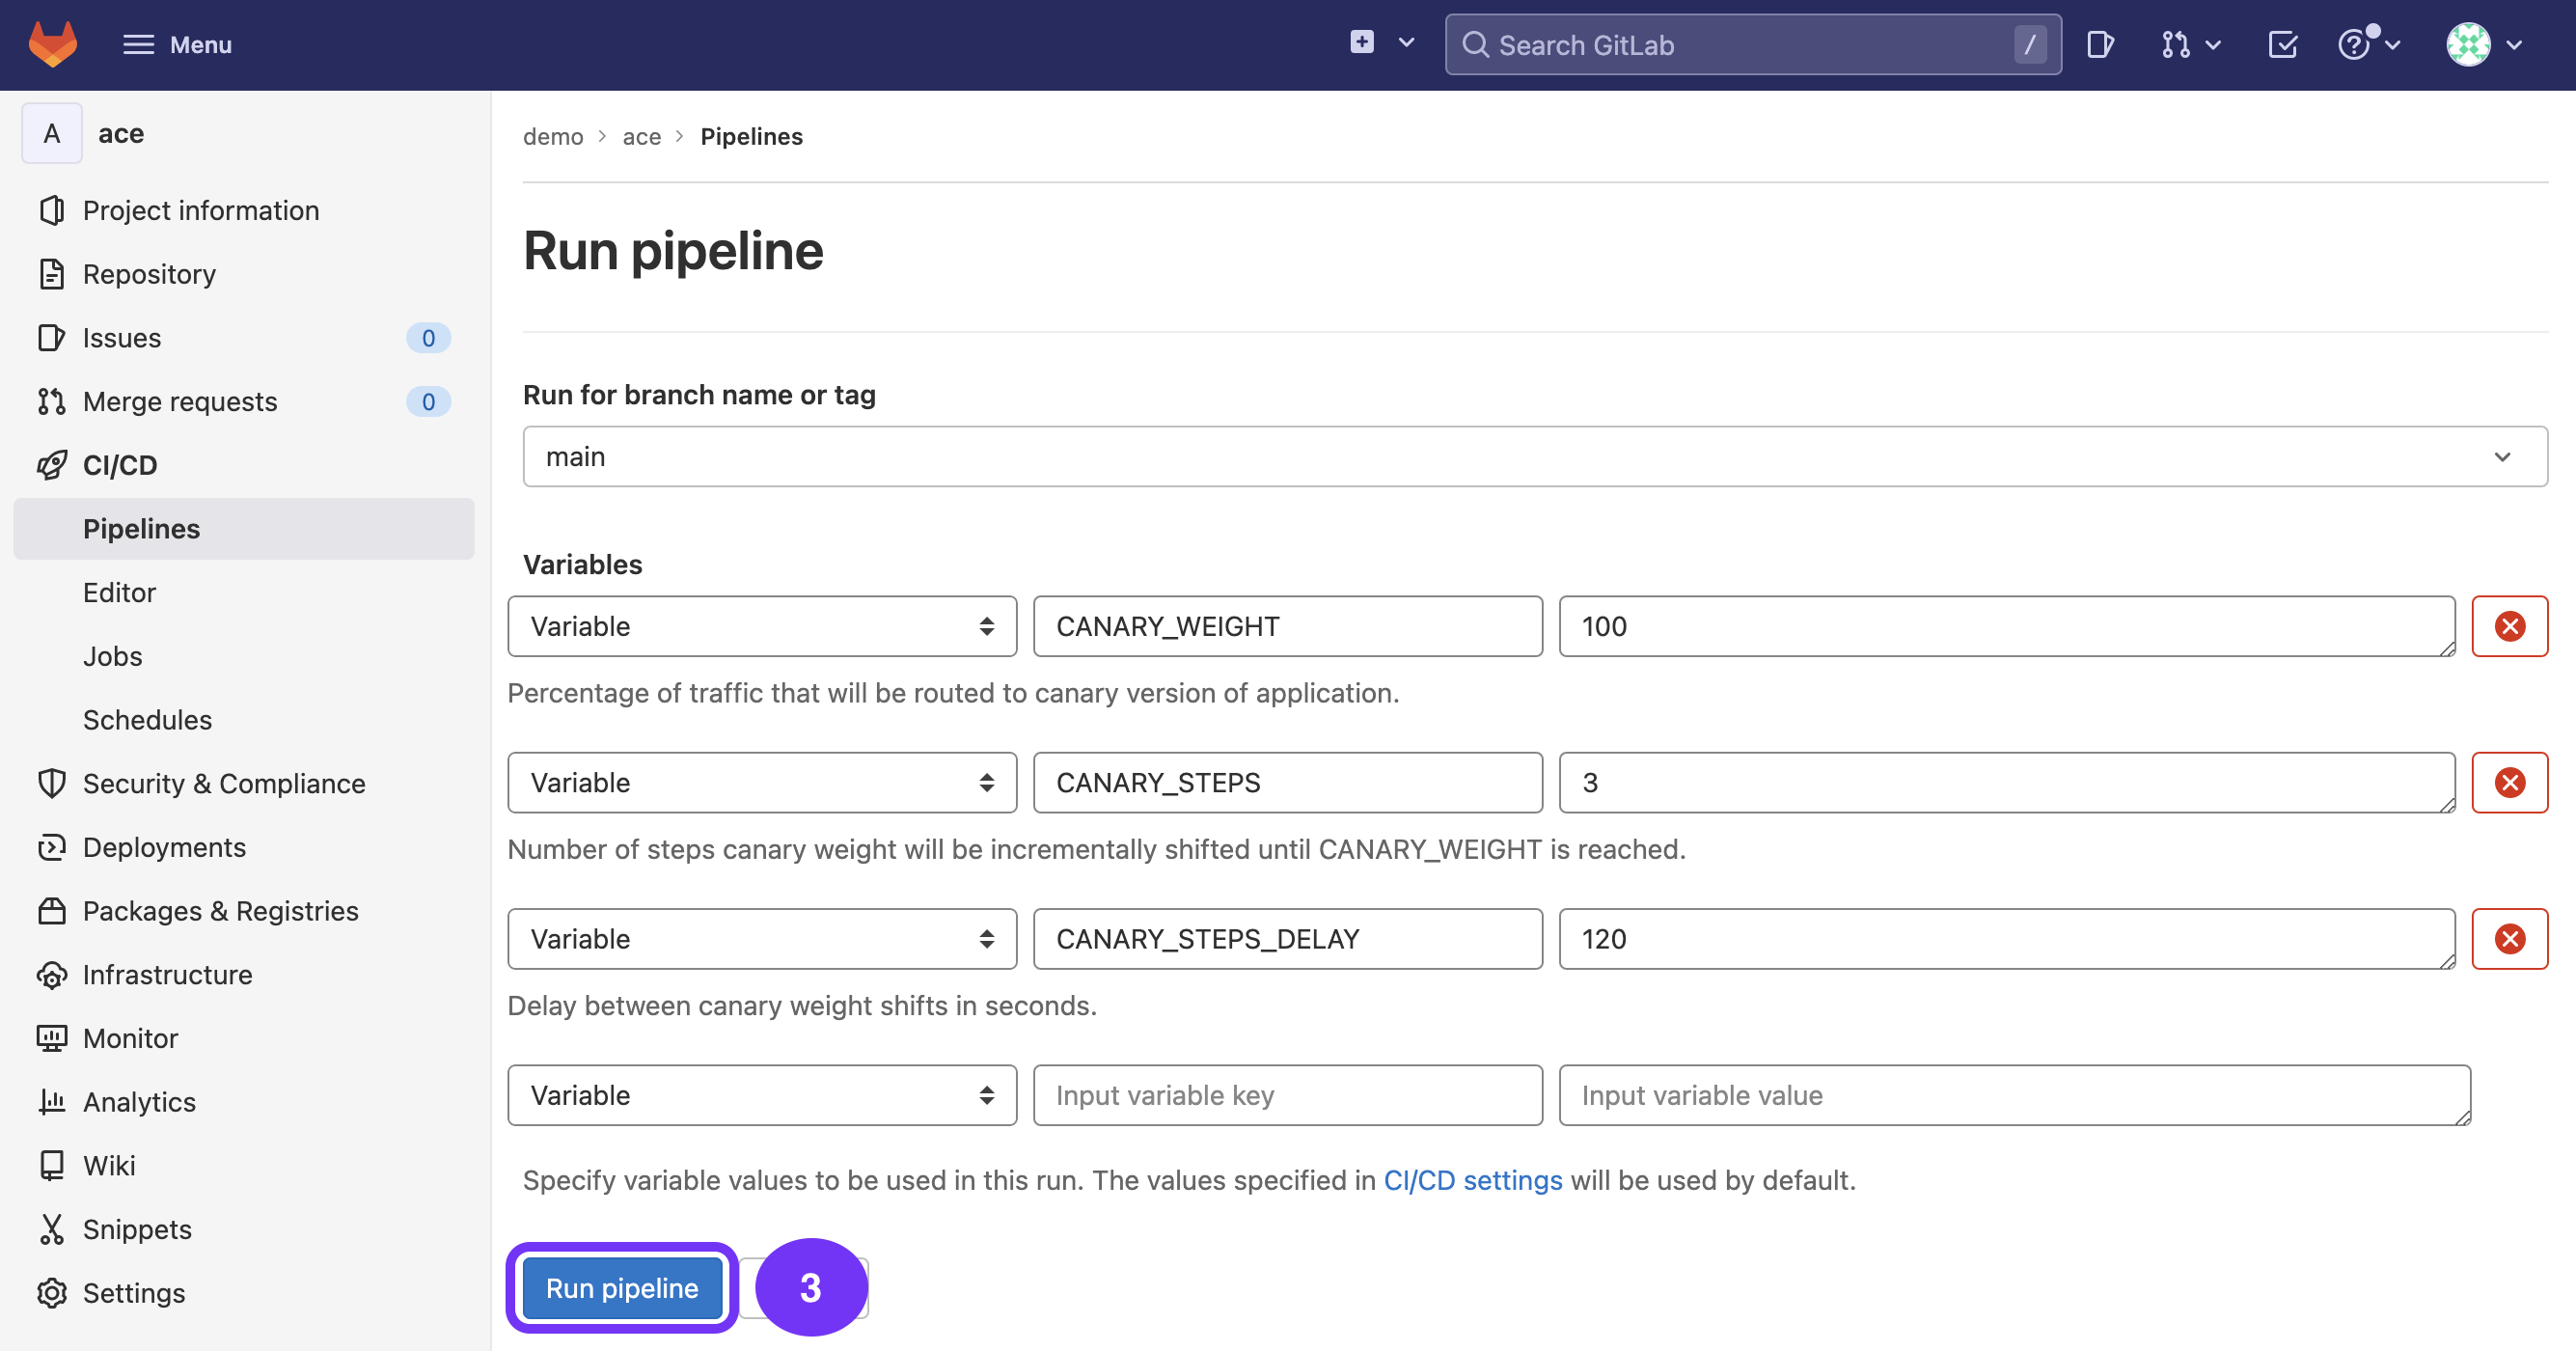 Menu
Search GitLab /
A ace
Project information
Repository
Issues 0
Merge requests 0
CI/CD
Pipelines
Editor
Jobs
Schedules
Security & Compliance
Deployments
Packages & Registries
Infrastructure
Monitor
Analytics
Wiki
Snippets
Settings
demo > ace > Pipelines
Run pipeline
Run for branch name or tag
main
Variables
Variable CANARY_WEIGHT 100
Percentage of traffic that will be routed to canary version of application.
Variable CANARY_STEPS 3
Number of steps canary weight will be incrementally shifted until CANARY_WEIGHT is reached.
Variable CANARY_STEPS_DELAY 120
Delay between canary weight shifts in seconds.
Variable Input variable key Input variable value
Specify variable values to be used in this run. The values specified in CI/CD settings will be used by default.
Run pipeline 3